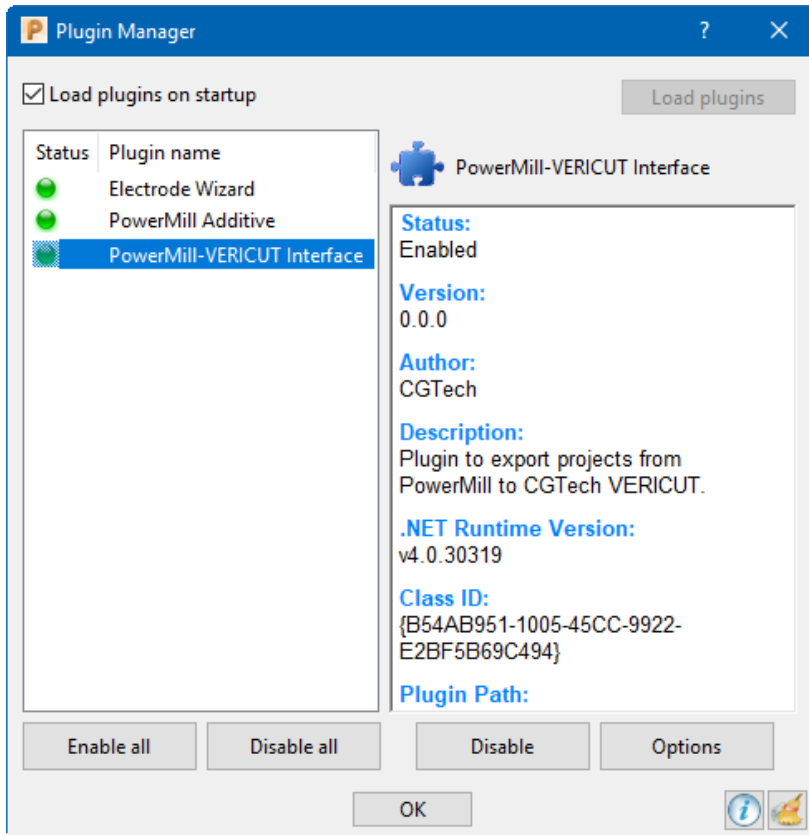 Plugin Manager
?
Load plugins on startup
Load plugins
Status Plugin name
Electrode Wizard
PowerMill Additive
PowerMill-VERICUT Interface
PowerMill-VERICUT Interface
Status:
Enabled
Version:
0.0.0
Author:
CGTech
Description:
Plugin to export projects from
PowerMill to CGTech VERICUT.
.NET Runtime Version:
v4.0.30319
Class ID:
{B54AB951-1005-45CC-9922-
E2BF5B69C494}
Plugin Path:
Enable all
Disable all
Disable
Options
OK